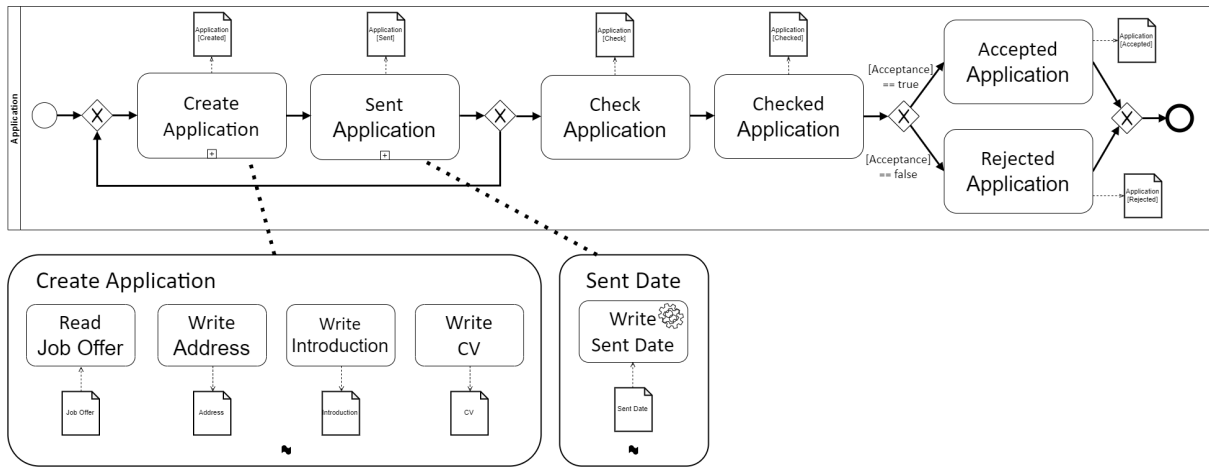 Application
Application
[Created]
Application
[Sent]
Application
[Check]
Application
[Checked]
Application
[Accepted]
Create
Application
Sent
Application
X
X
Check
Application
Checked
Application
[Acceptance]
== true
X
[Acceptance]
== false
Accepted
Application
Rejected
Application
X
Application
[Rejected]
Create Application
Read
Job Offer
Write
Address
Write
Introduction
Write
CV
Job Offer
Address
Introduction
CV
Sent Date
Write
Sent Date
Sent Date